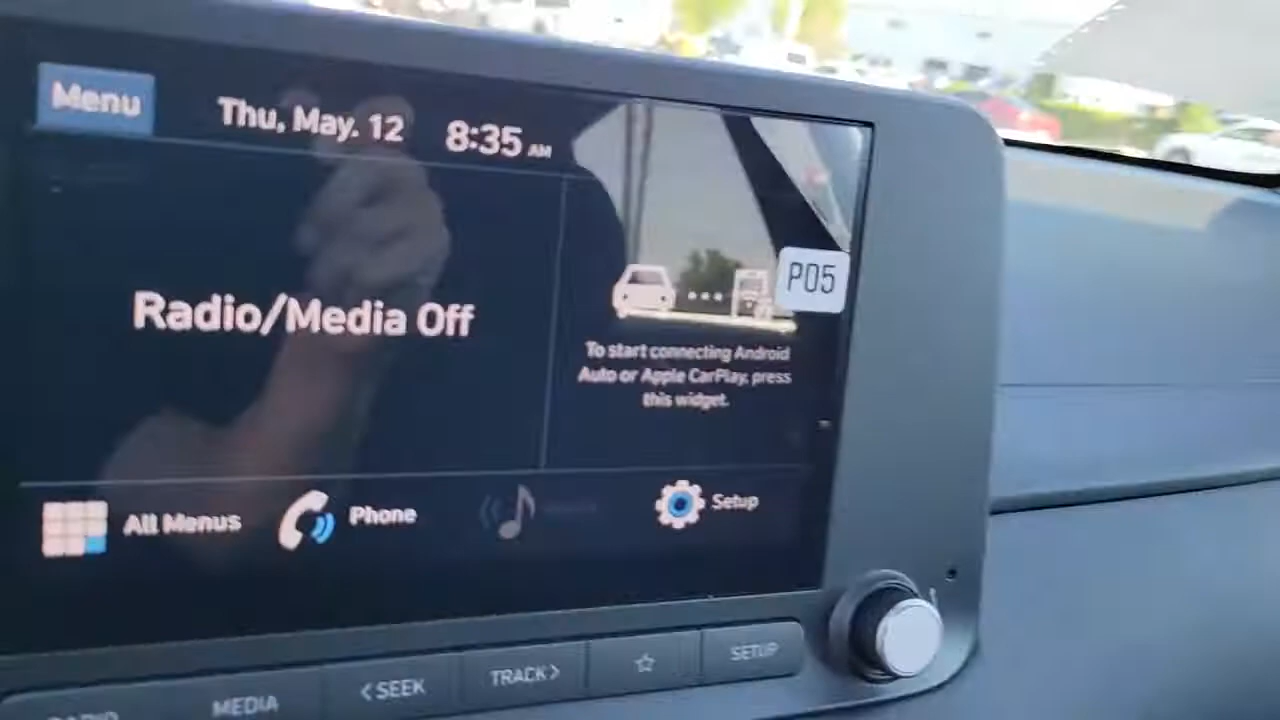 Menu
Thu, May. 12
8:35 AM
Radio/Media Off
P05
To start connecting Android
Auto or Apple CarPlay, press
this widget.
All Menus
Phone
Setup
RADIO
MEDIA
< SEEK
TRACK >
☆
SETUP